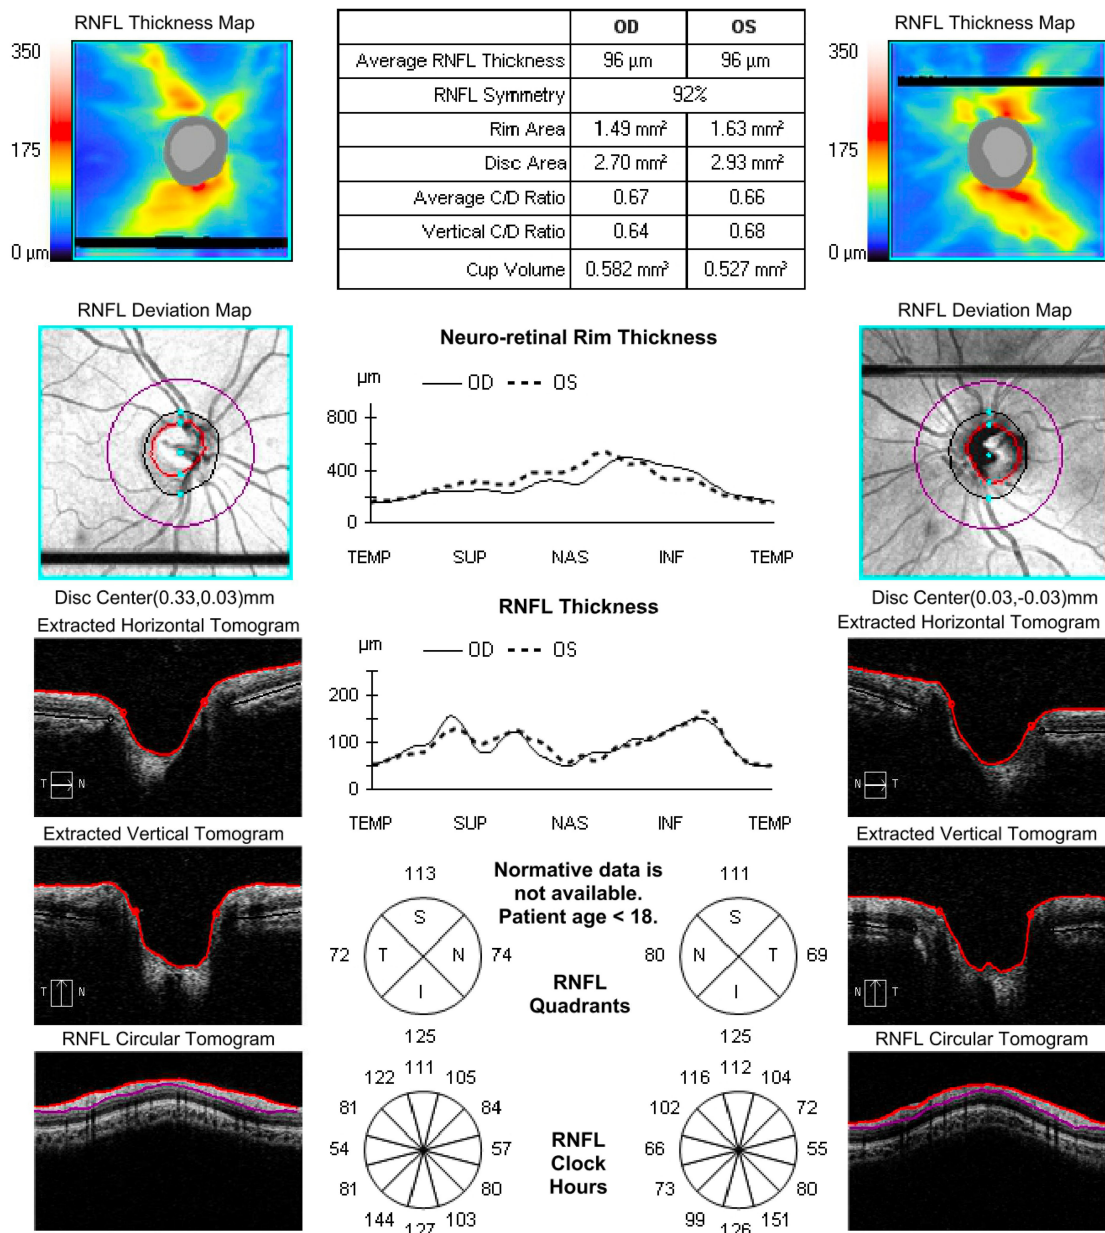 RNFL Thickness Map
350
175
0 µm
OD OS
Average RNFL Thickness 96 µm 96 µm
RNFL Symmetry 92%
Rim Area 1.49 mm² 1.63 mm²
Disc Area 2.70 mm² 2.93 mm²
Average C/D Ratio 0.67 0.66
Vertical C/D Ratio 0.64 0.68
Cup Volume 0.582 mm³ 0.527 mm³
RNFL Thickness Map
350
175
0 µm
RNFL Deviation Map
Disc Center(0.33,0.03)mm
Neuro-retinal Rim Thickness
µm OD OS
800
400
0
TEMP SUP NAS INF TEMP
RNFL Deviation Map
Disc Center(0.03,-0.03)mm
Extracted Horizontal Tomogram
T N
RNFL Thickness
µm OD OS
200
100
0
TEMP SUP NAS INF TEMP
Extracted Horizontal Tomogram
N T
Extracted Vertical Tomogram
T N
Normative data is
not available.
Patient age < 18.
113
S
72 T N 74
I
125
RNFL
Quadrants
111
S
80 N T 69
I
125
Extracted Vertical Tomogram
N T
RNFL Circular Tomogram
111
122 105
81 84
54 57
81 80
144 103
127
RNFL
Clock
Hours
112
116 104
102 72
66 55
73 80
99 151
126
RNFL Circular Tomogram